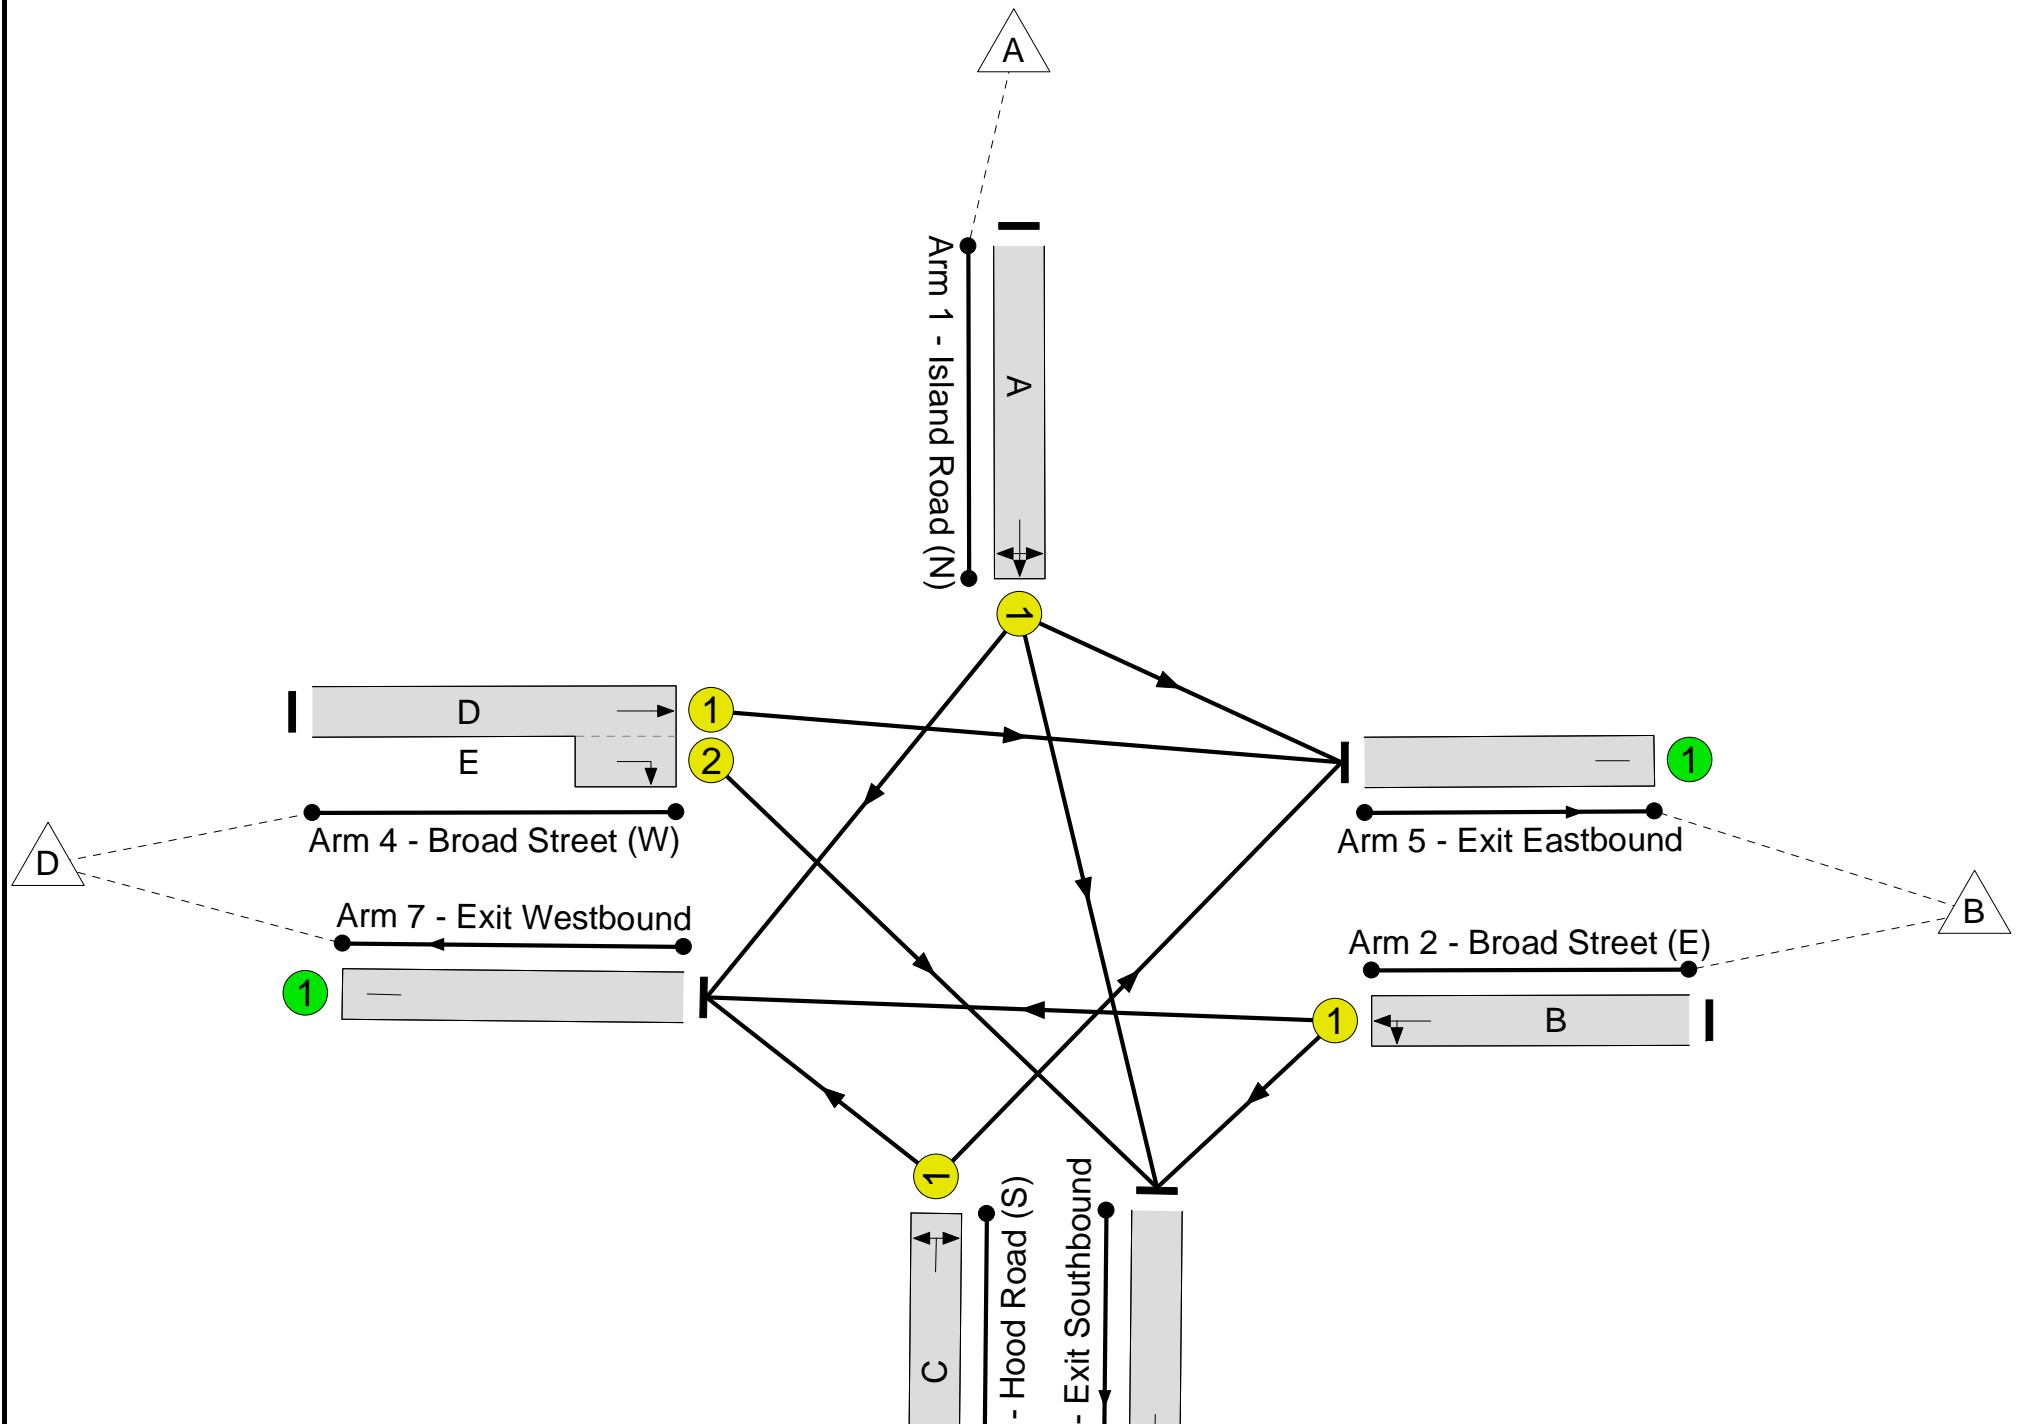 A
Arm 1 - Island Road (N)
A
1
D
1
E
2
1
Arm 4 - Broad Street (W)
Arm 5 - Exit Eastbound
D
B
Arm 7 - Exit Westbound
Arm 2 - Broad Street (E)
1
1
B
1
- Hood Road (S)
- Exit Southbound
C